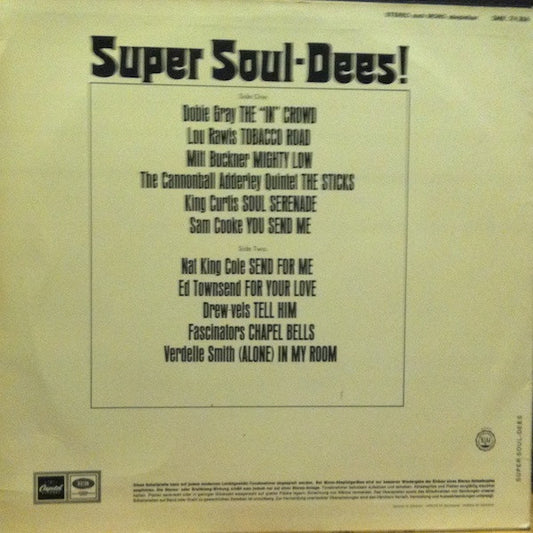 Super Soul-Dees!
Side One
Dobie Gray THE "IN" CROWD
Lou Rawls TOBACCO ROAD
Milt Buckner MIGHTY LOW
The Cannonball Adderley Quintet THE STICKS
King Curtis SOUL SERENADE
Sam Cooke YOU SEND ME
Side Two
Nat King Cole SEND FOR ME
Ed Townsend FOR YOUR LOVE
Drew-vels TELL HIM
Fascinators CHAPEL BELLS
Verdelle Smith (ALONE) IN MY ROOM
SUPER-SOUL-DEES
Capitol